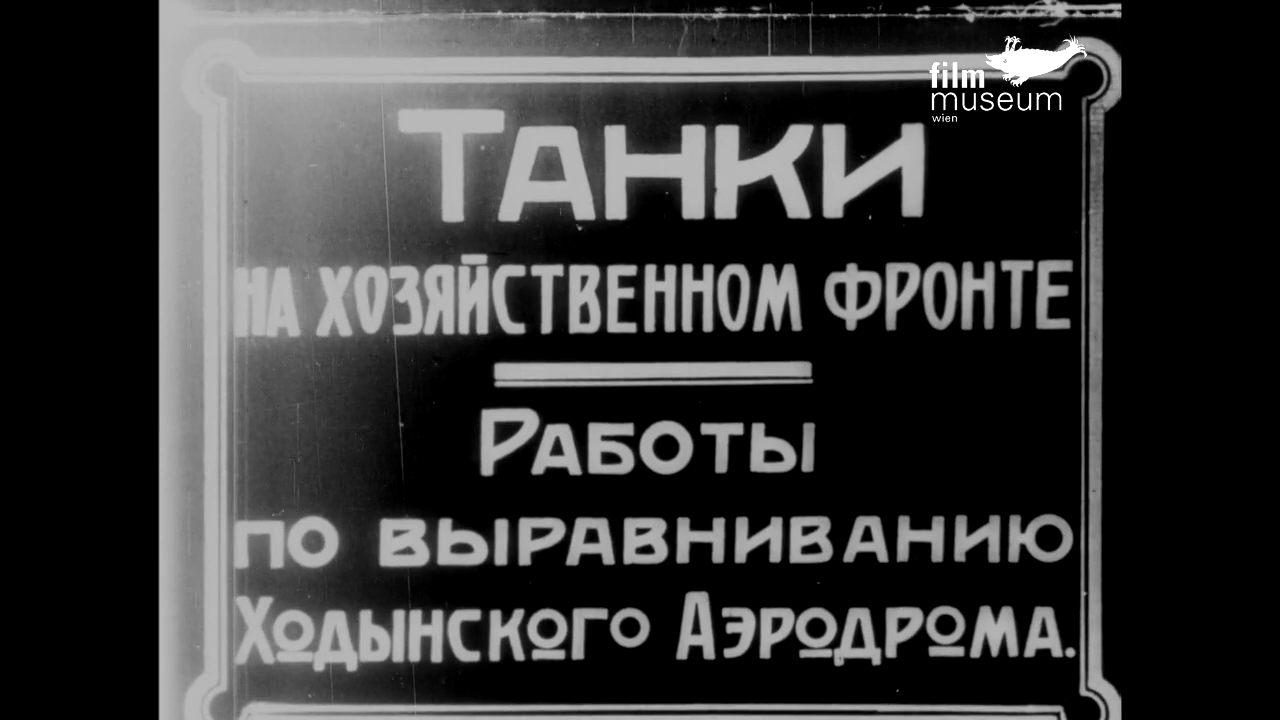 film
museum
wien
Танки
на хозяйственном фронте
Работы
по выравниванию
Ходынского Аэродрома.